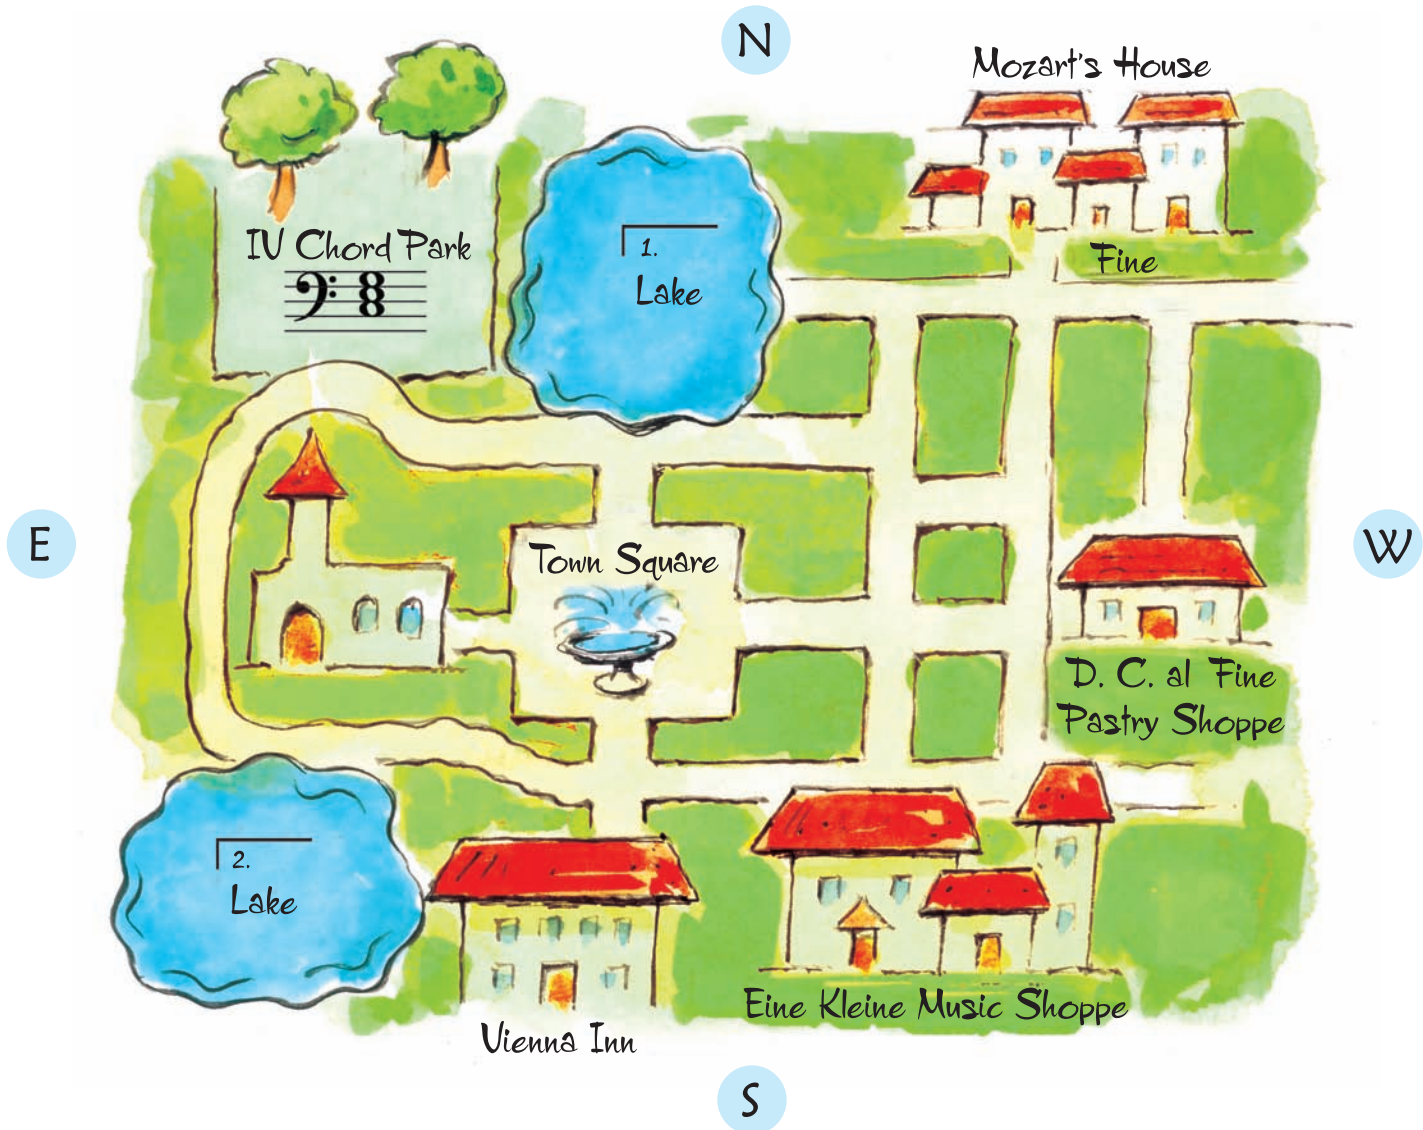 N
Mozart's House
IV Chord Park
1.
Lake
Fine
E
Town Square
W
D. C. al Fine
Pastry Shoppe
2.
Lake
Eine Kleine Music Shoppe
Vienna Inn
S